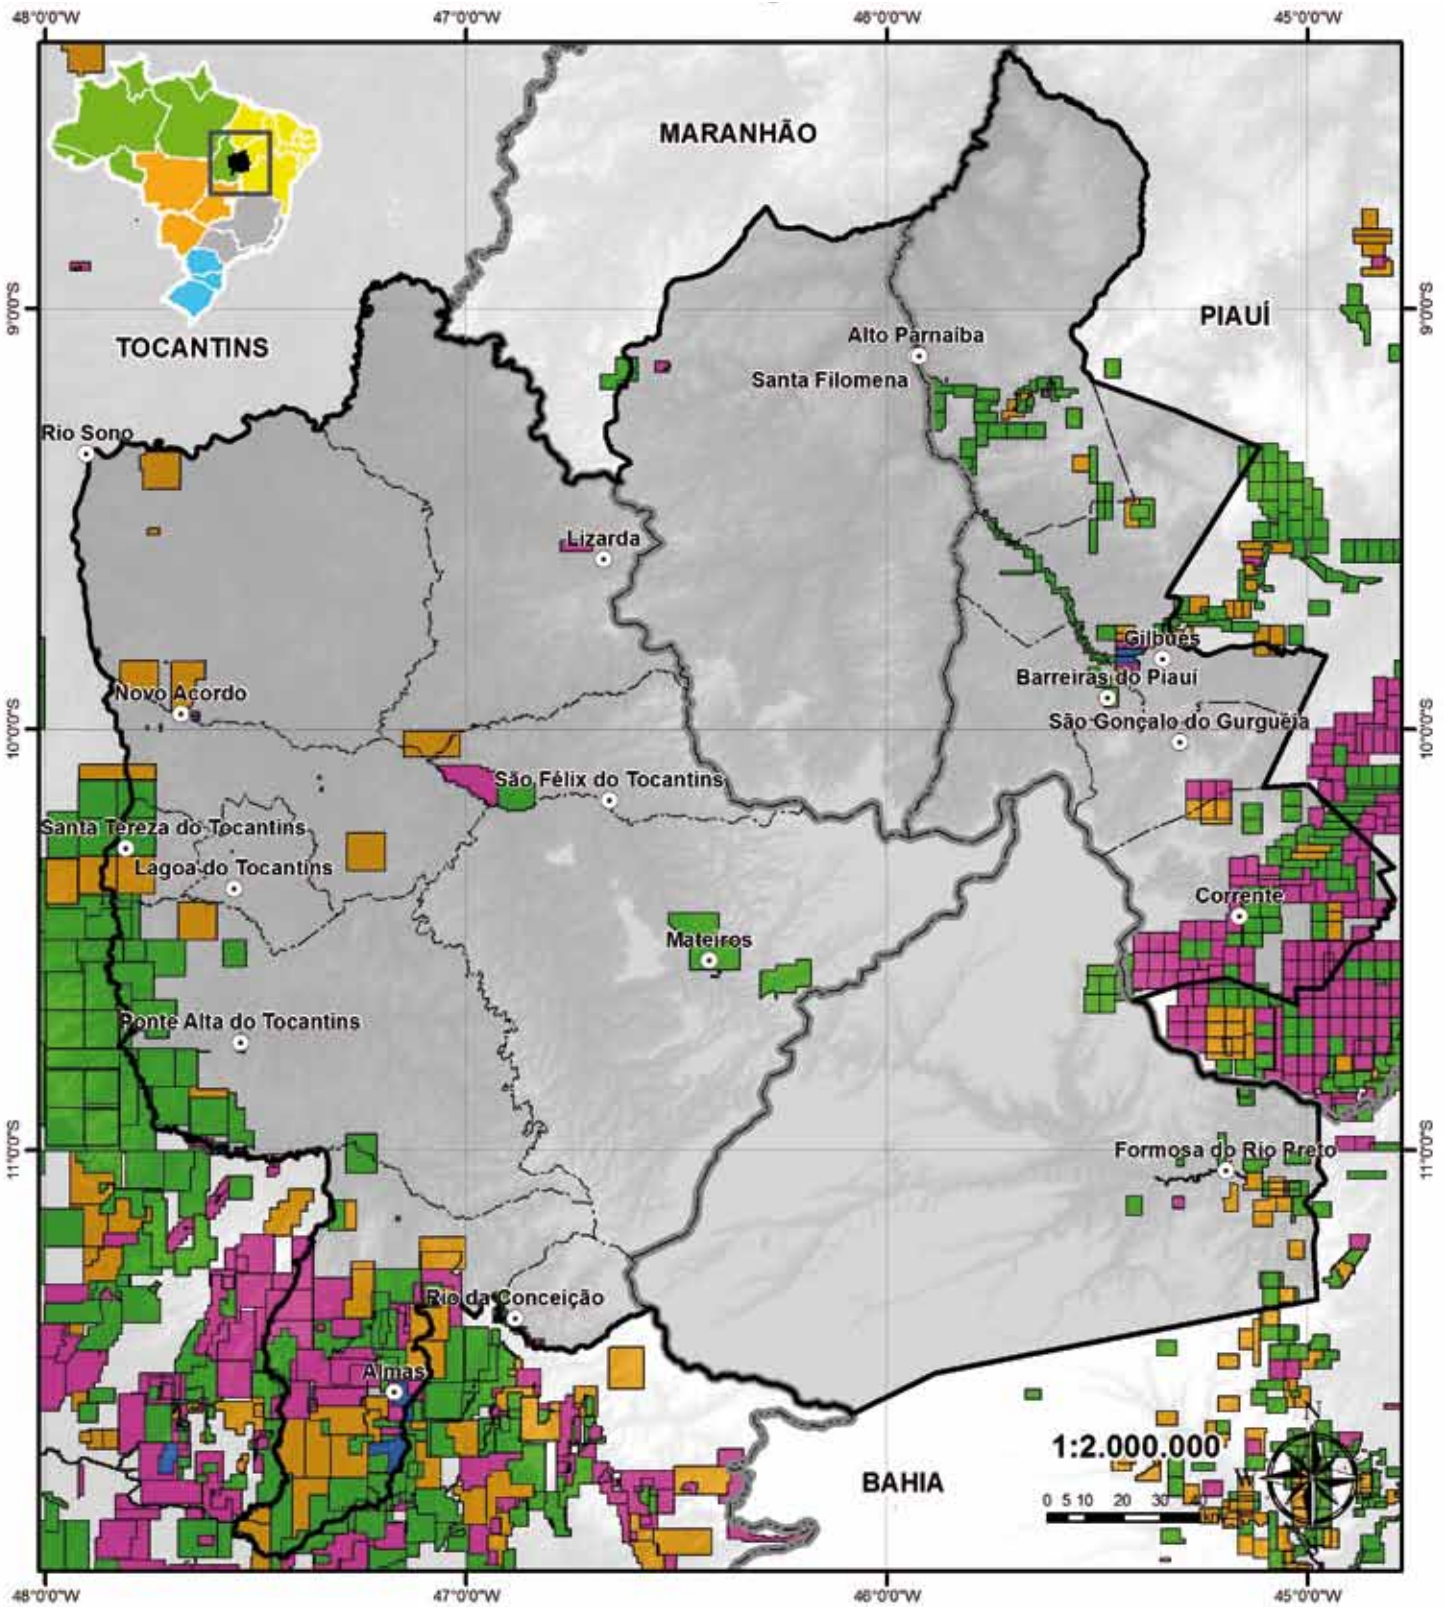 48°0'0"W 47°0'0"W 46°0'0"W 45°0'0"W
MARANHÃO
PIAUÍ
9°0'0"S 9°0'0"S
TOCANTINS
Alto Parnaíba
Santa Filomena
Rio Sono
Lizarda
Gilbués
Barreiras do Piauí
Novo Acordo
São Gonçalo do Gurguéia
10°0'0"S 10°0'0"S
São Félix do Tocantins
Santa Tereza do Tocantins
Lagoa do Tocantins
Corrente
Mateiros
Ponte Alta do Tocantins
11°0'0"S 11°0'0"S
Formosa do Rio Preto
Rio da Conceição
Almas
1:2.000.000
BAHIA
0 5 10 20 30
48°0'0"W 47°0'0"W 46°0'0"W 45°0'0"W